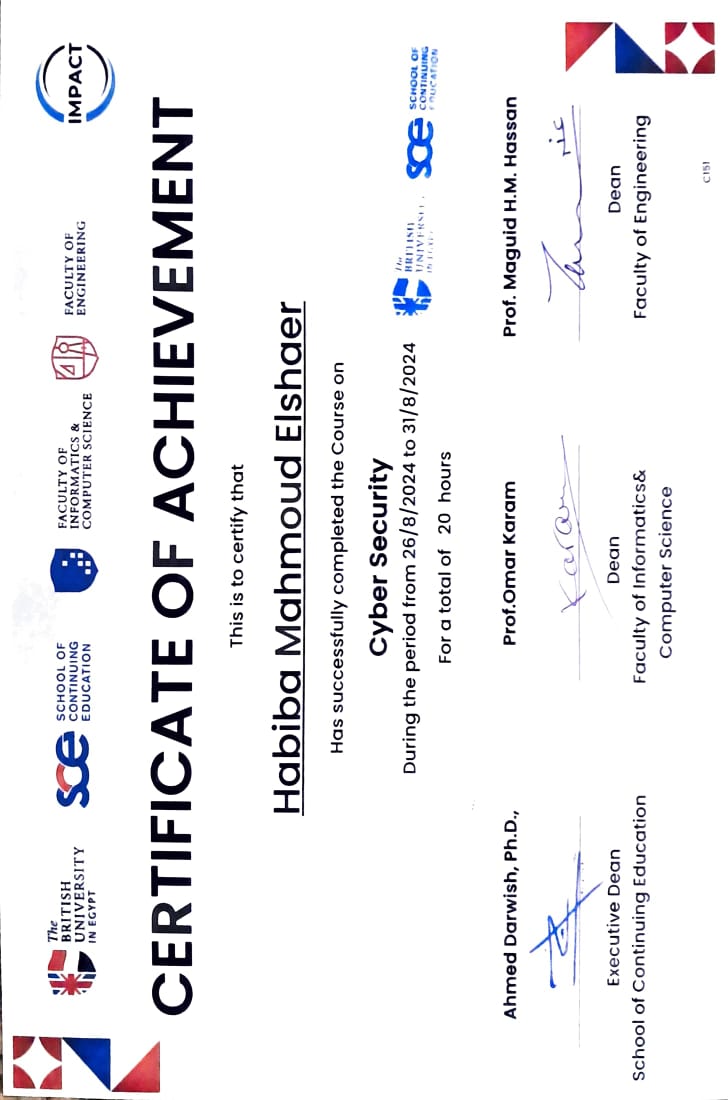 The
BRITISH
UNIVERSITY
IN EGYPT
sce
SCHOOL OF
CONTINUING
EDUCATION
FACULTY OF
INFORMATICS &
COMPUTER SCIENCE
FACULTY OF
ENGINEERING
IMPACT
CERTIFICATE OF ACHIEVEMENT
This is to certify that
Habiba Mahmoud Elshaer
Has successfully completed the Course on
Cyber Security
During the period from 26/8/2024 to 31/8/2024
For a total of 20 hours
The
BRITISH
UNIVERSITY
IN EGYPT
sce
SCHOOL OF
CONTINUING
EDUCATION
Ahmed Darwish, Ph.D.,
Executive Dean
School of Continuing Education
Prof.Omar Karam
Karam
Dean
Faculty of Informatics&
Computer Science
Prof. Maguid H.M. Hassan
Dean
Faculty of Engineering
C151